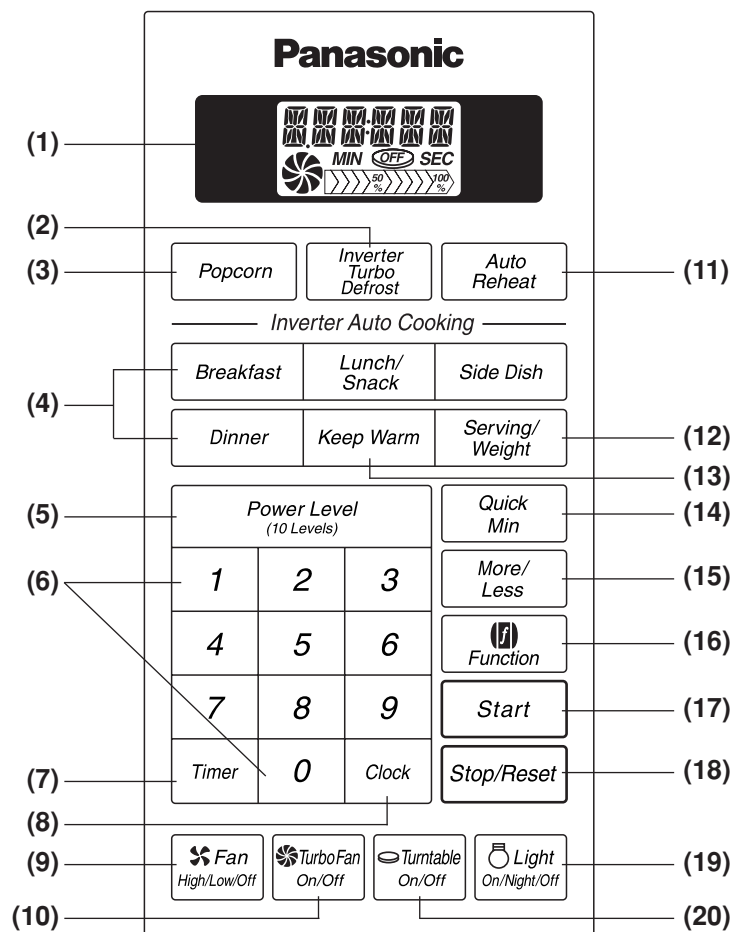 Panasonic
MIN OFF SEC
50 % 100 %
(1)
(2)
(3)
Popcorn
Inverter
Turbo
Defrost
Auto
Reheat
(11)
Inverter Auto Cooking
(4)
Breakfast
Lunch/
Snack
Side Dish
Dinner
Keep Warm
Serving/
Weight
(12)
(13)
(5)
Power Level
(10 Levels)
Quick
Min
(14)
(6)
1 2 3
More/
Less
(15)
4 5 6
f
Function
(16)
7 8 9
Start
(17)
(7)
Timer 0 Clock
Stop/Reset
(18)
(8)
(9)
Fan
High/Low/Off
Turbo Fan
On/Off
Turntable
On/Off
Light
On/Night/Off
(19)
(10)
(20)